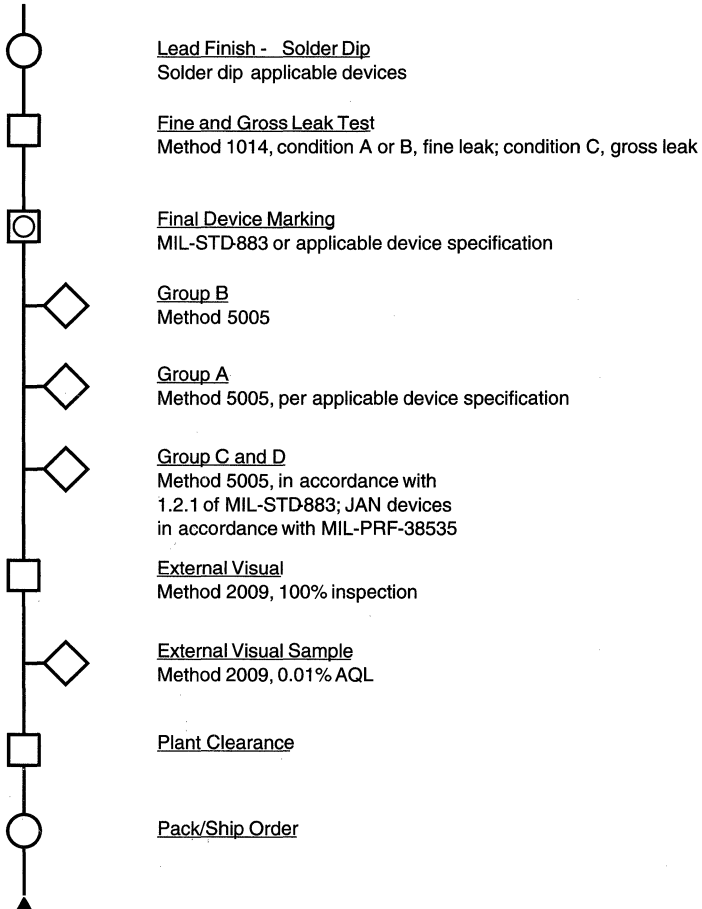 Lead Finish - Solder Dip
Solder dip applicable devices
Fine and Gross Leak Test
Method 1014, condition A or B, fine leak; condition C, gross leak
Final Device Marking
MIL-STD-883 or applicable device specification
Group B
Method 5005
Group A
Method 5005, per applicable device specification
Group C and D
Method 5005, in accordance with
1.2.1 of MIL-STD-883; JAN devices
in accordance with MIL-PRF-38535
External Visual
Method 2009, 100% inspection
External Visual Sample
Method 2009, 0.01% AQL
Plant Clearance
Pack/Ship Order